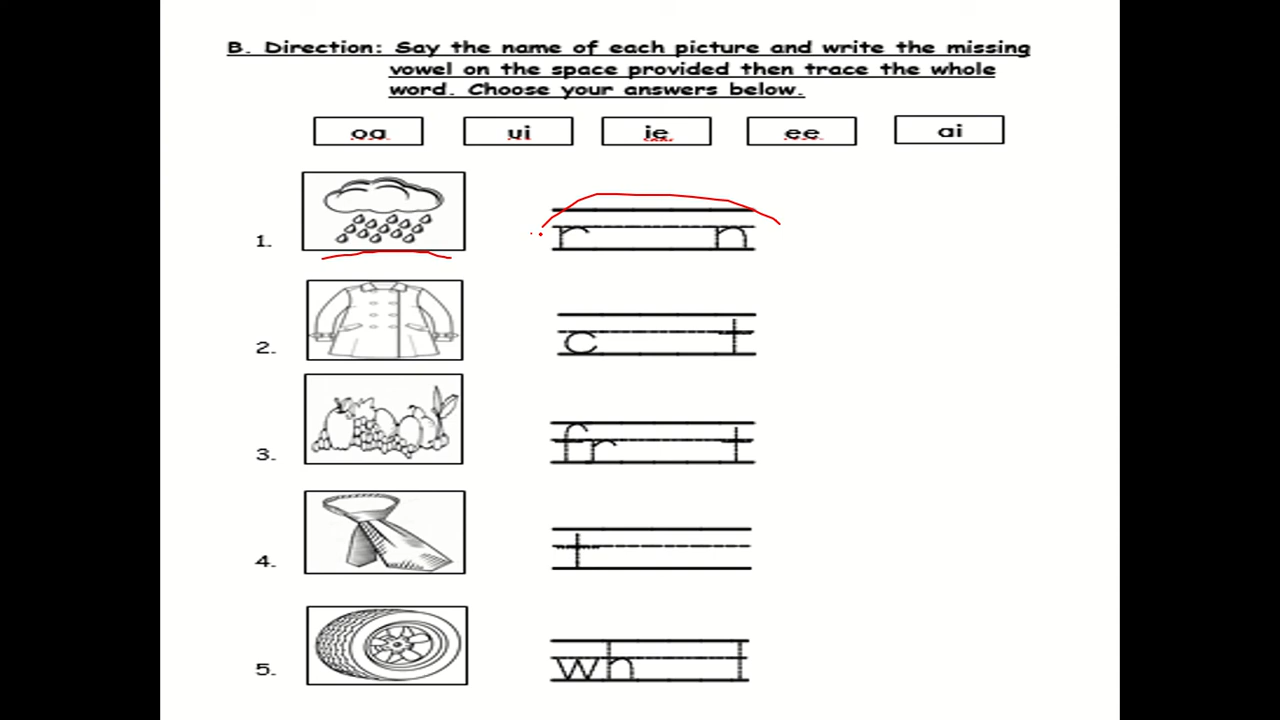 B. Direction: Say the name of each picture and write the missing
vowel on the space provided then trace the whole
word. Choose your answers below.
oa ui ie ee ai
1. r n
2. c t
3. fr t
4. t
5. wh l